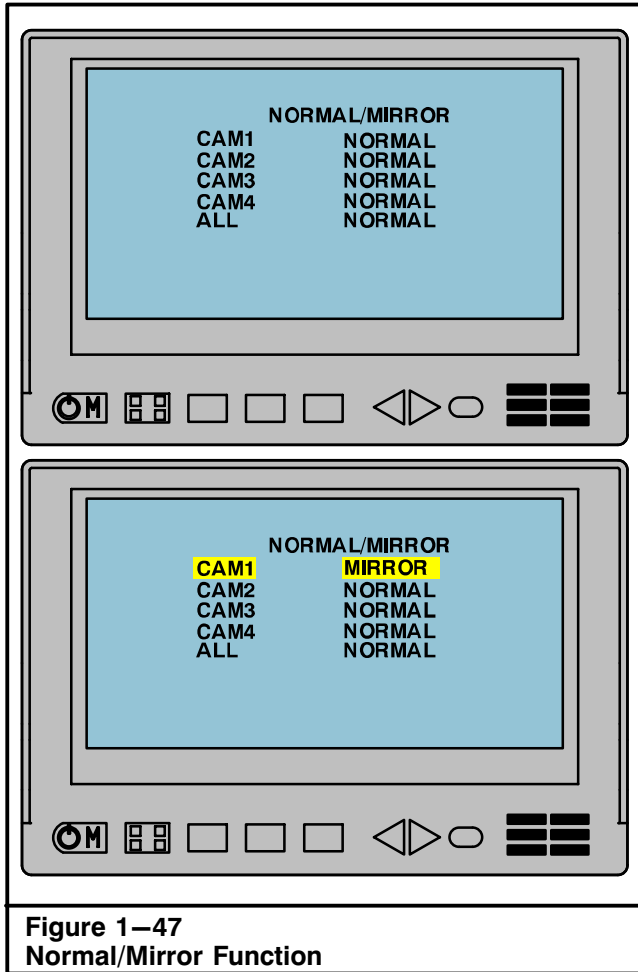 NORMAL/MIRROR
CAM1 NORMAL
CAM2 NORMAL
CAM3 NORMAL
CAM4 NORMAL
ALL NORMAL
M
NORMAL/MIRROR
CAM1 MIRROR
CAM2 NORMAL
CAM3 NORMAL
CAM4 NORMAL
ALL NORMAL
M
Figure 1—47
Normal/Mirror Function